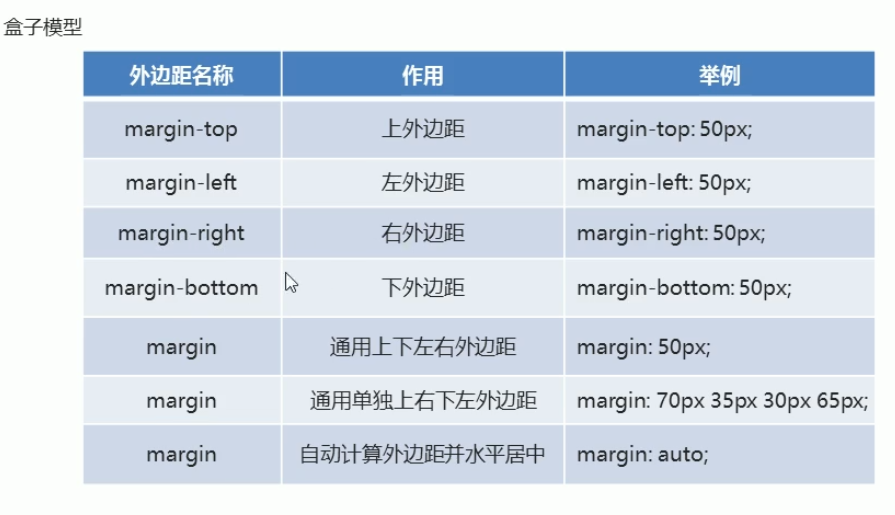 盒子模型
外边距名称 作用 举例
margin-top 上外边距 margin-top: 50px;
margin-left 左外边距 margin-left: 50px;
margin-right 右外边距 margin-right: 50px;
margin-bottom 下外边距 margin-bottom: 50px;
margin 通用上下左右外边距 margin: 50px;
margin 通用单独上右下左外边距 margin: 70px 35px 30px 65px;
margin 自动计算外边距并水平居中 margin: auto;